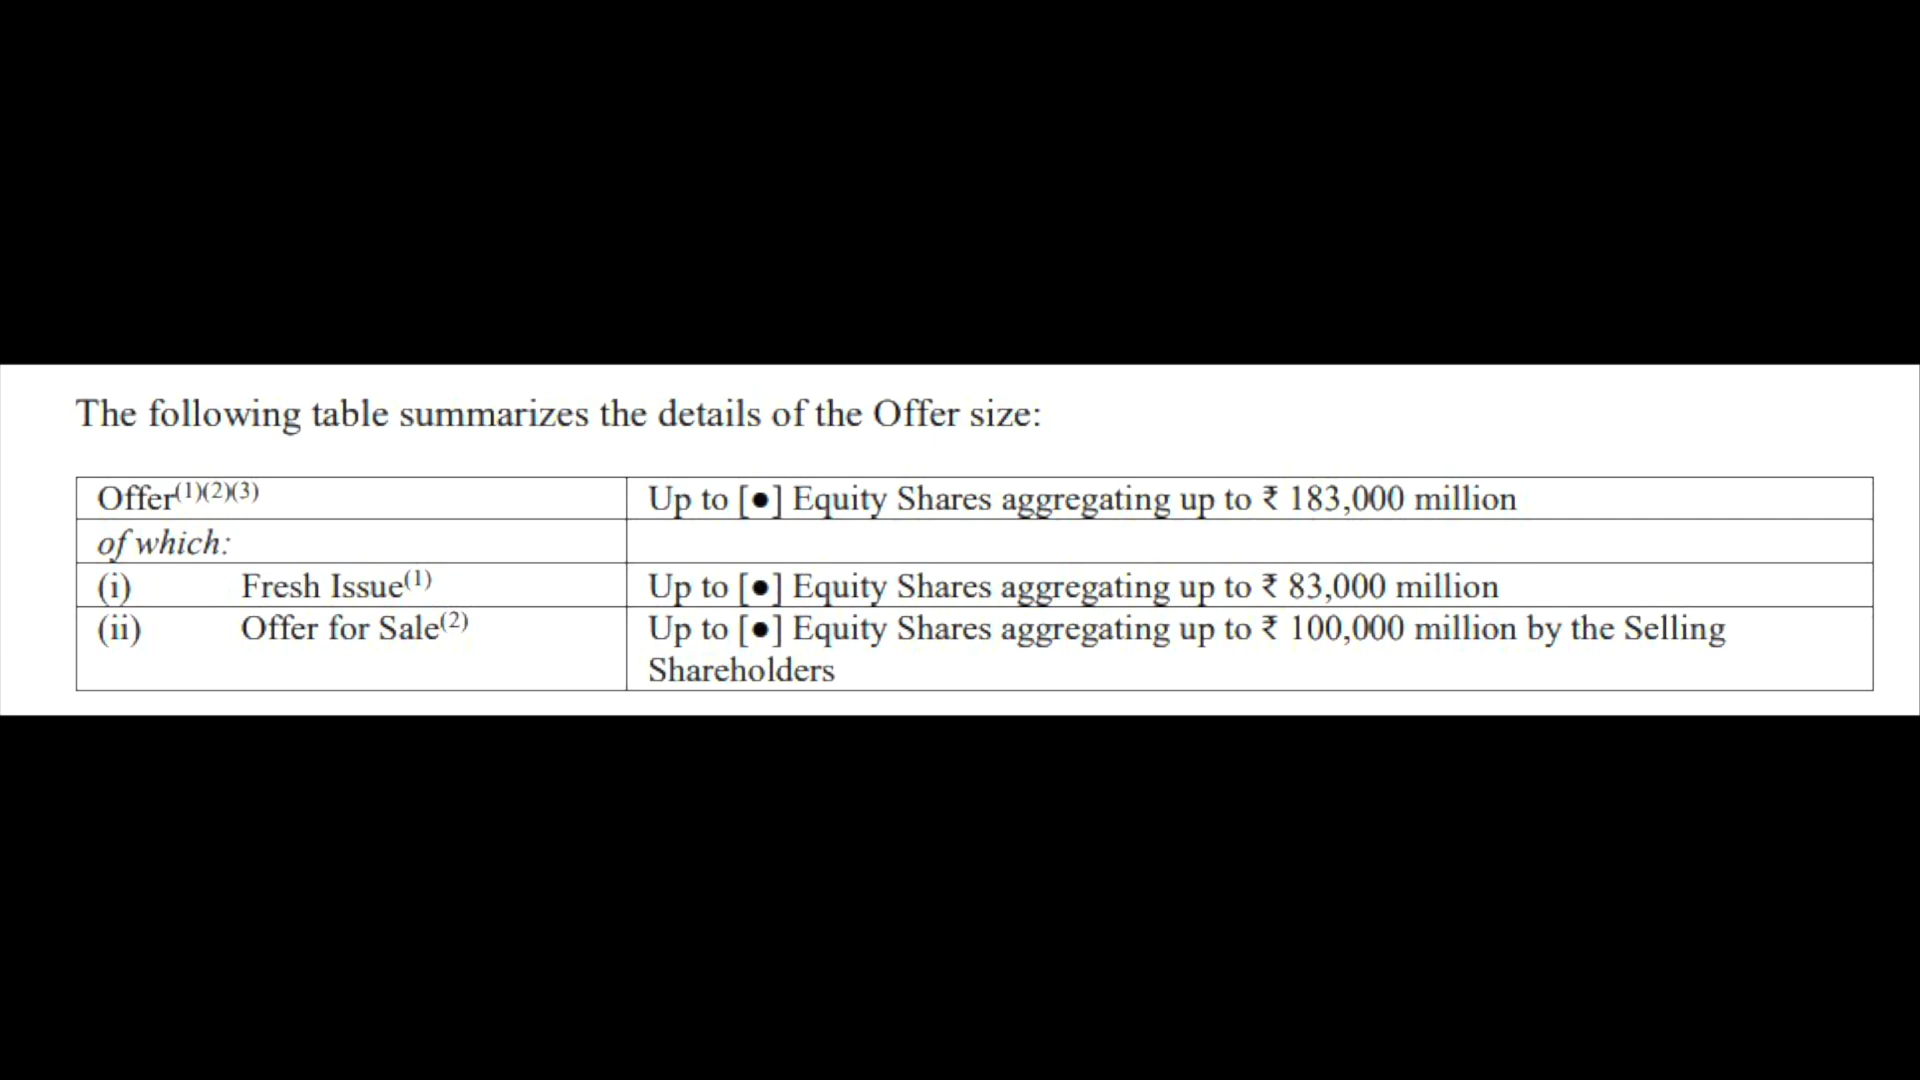 The following table summarizes the details of the Offer size:
Offer(1)(2)(3) Up to [●] Equity Shares aggregating up to ₹ 183,000 million
of which:
(i) Fresh Issue(1) Up to [●] Equity Shares aggregating up to ₹ 83,000 million
(ii) Offer for Sale(2) Up to [●] Equity Shares aggregating up to ₹ 100,000 million by the Selling
Shareholders